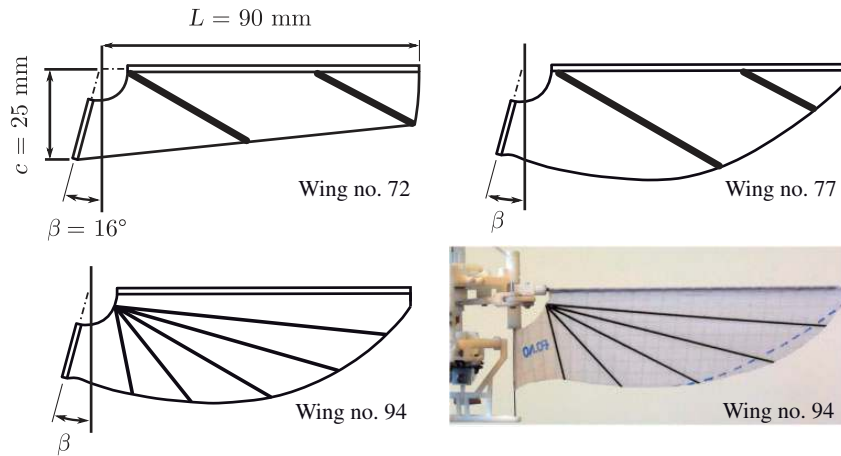 L = 90 mm
c = 25 mm
β = 16°
Wing no. 72
β
Wing no. 77
β
Wing no. 94
Wing no. 94